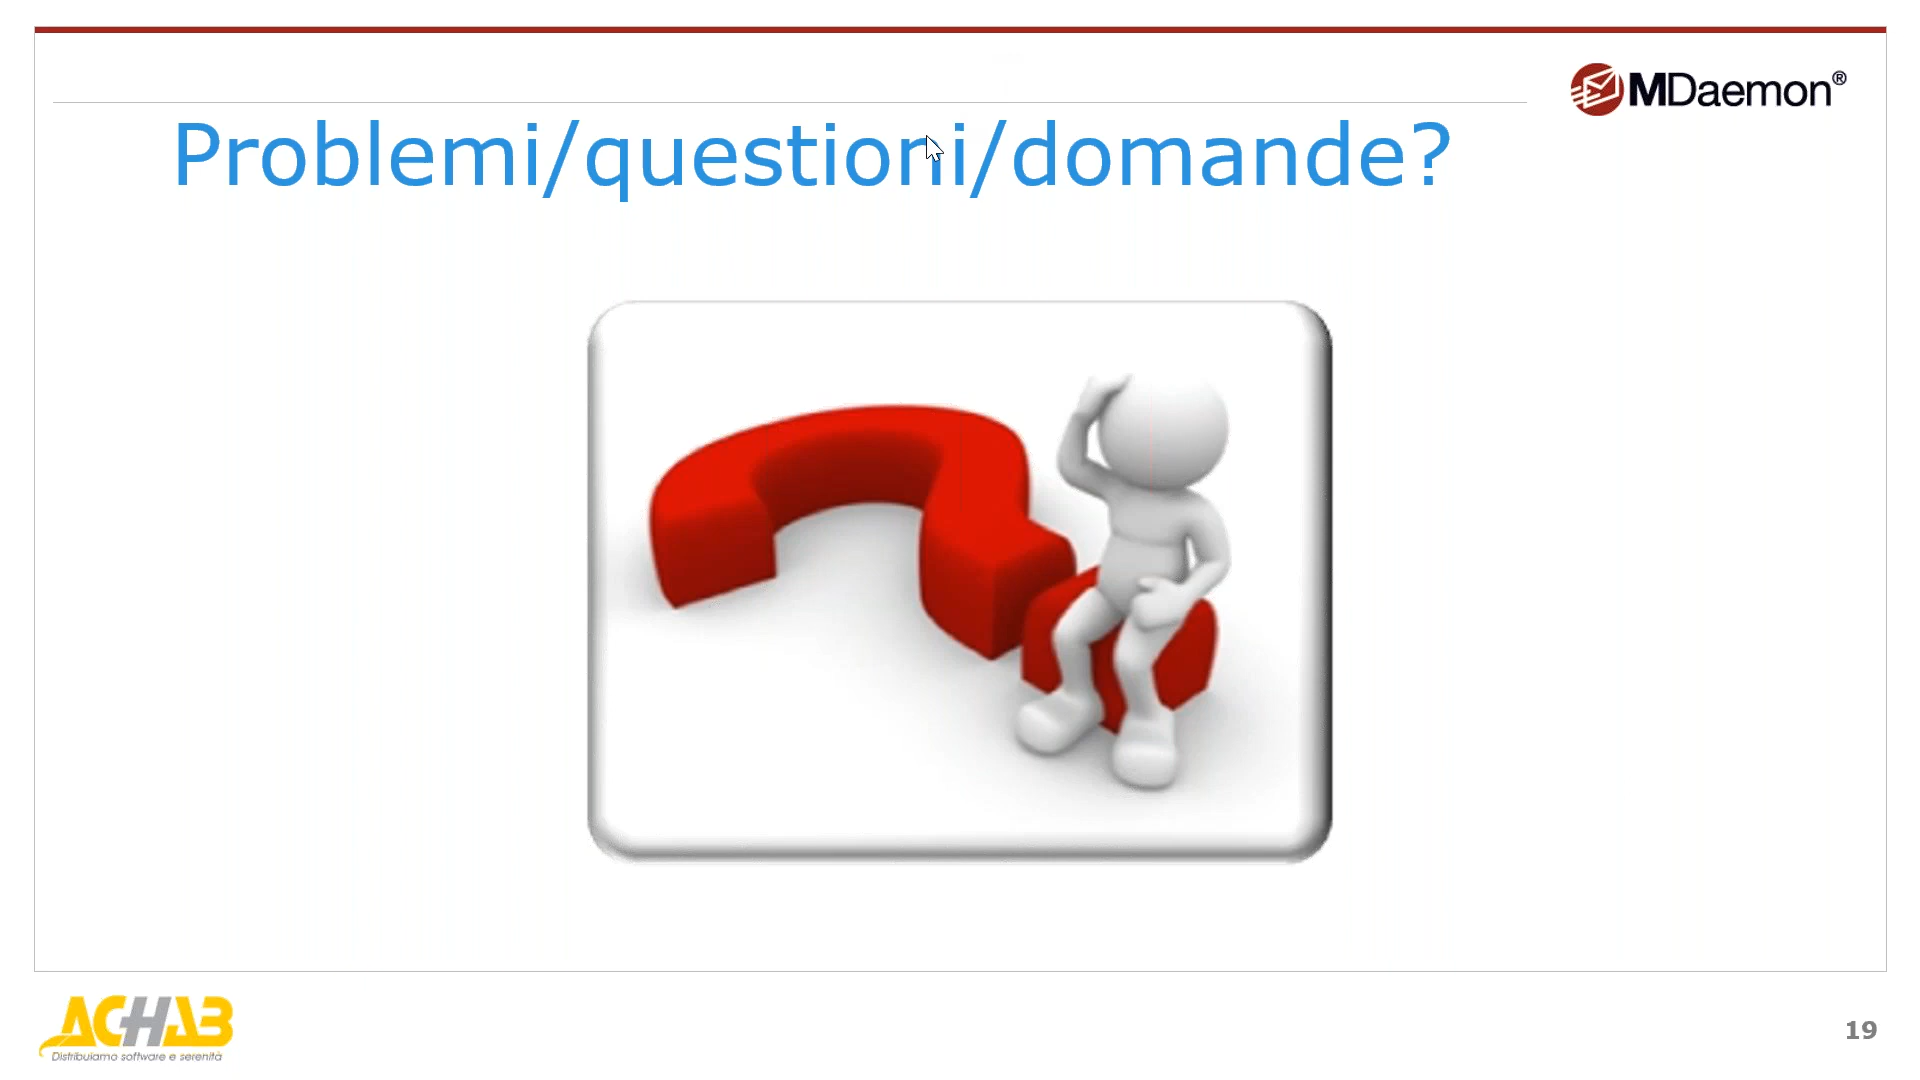 MDaemon®
Problemi/questioni/domande?
ACHAB
Distribuiamo software e serenità
19